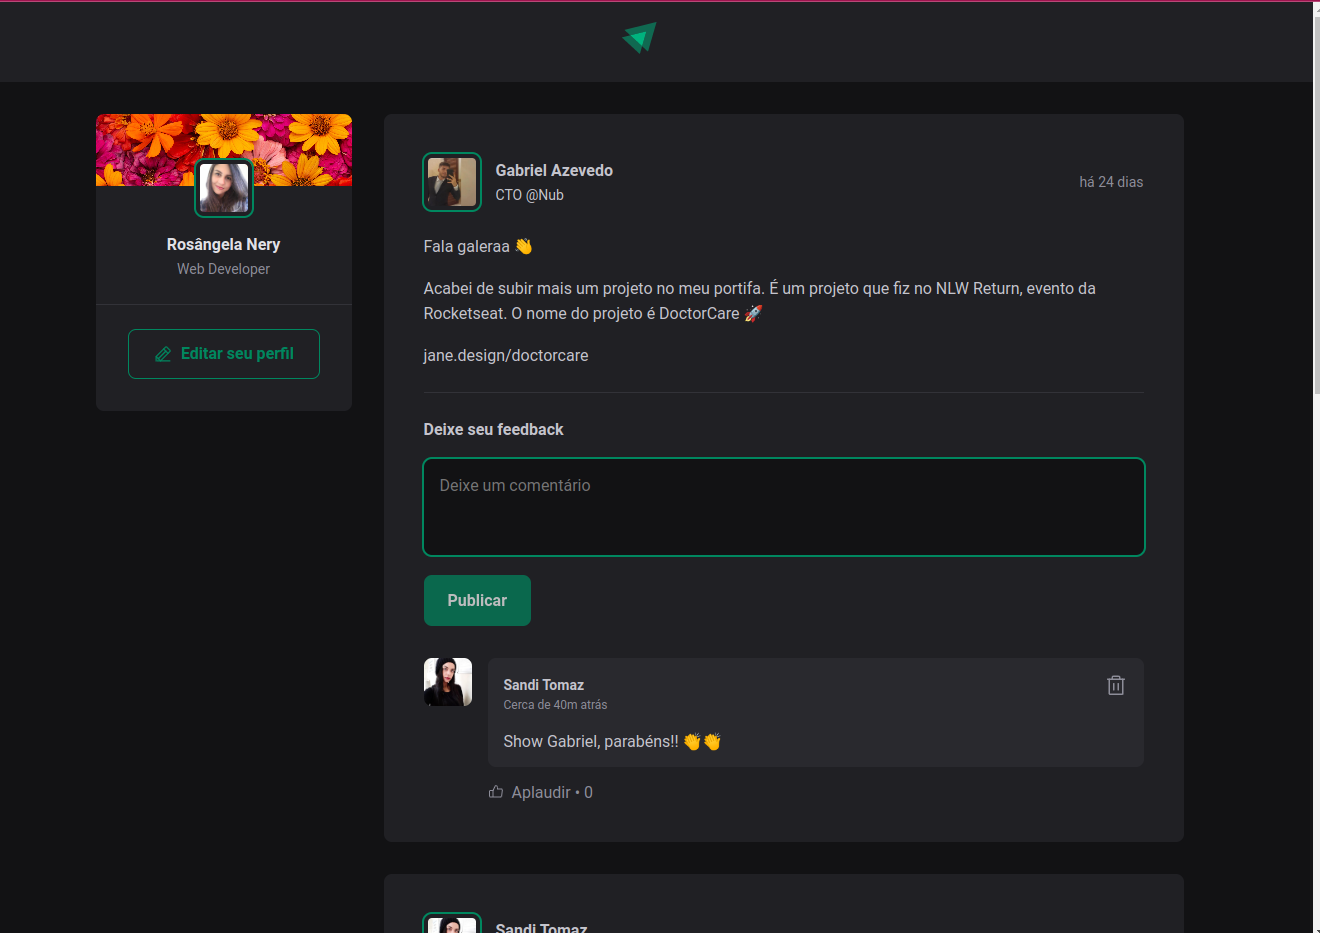 Rosângela Nery
Web Developer
Editar seu perfil
Gabriel Azevedo
CTO @Nub
há 24 dias
Fala galeraa 👋
Acabei de subir mais um projeto no meu portifa. É um projeto que fiz no NLW Return, evento da
Rocketseat. O nome do projeto é DoctorCare 🚀
jane.design/doctorcare
Deixe seu feedback
Deixe um comentário
Publicar
Sandi Tomaz
Cerca de 40m atrás
Show Gabriel, parabéns!! 👏👏
Aplaudir • 0
Sandi Tomaz